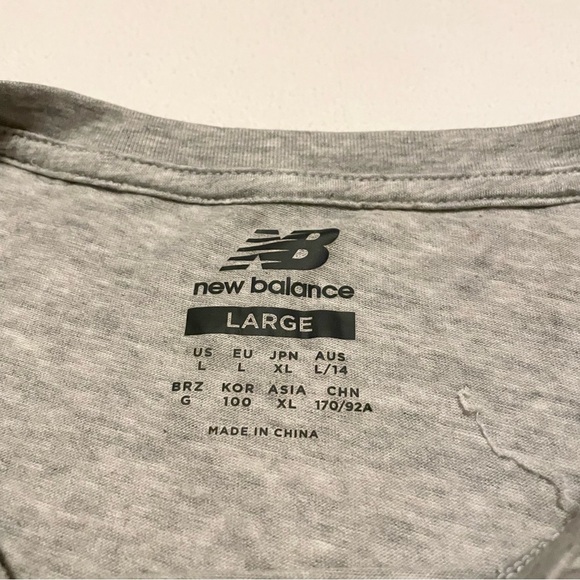 NB
new balance
LARGE
US EU JPN AUS
L L XL L/14
BRZ KOR ASIA CHN
G 100 XL 170/92A
MADE IN CHINA